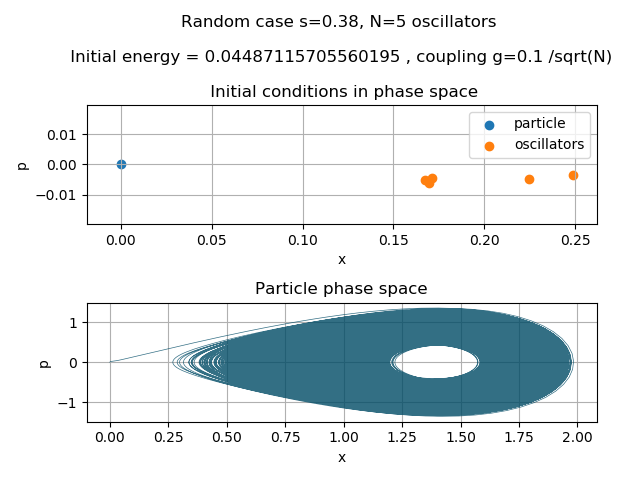 Random case s=0.38, N=5 oscillators
Initial energy = 0.04487115705560195 , coupling g=0.1 /sqrt(N)
Initial conditions in phase space
particle
oscillators
0.01
0.00
−0.01
p
0.00 0.05 0.10 0.15 0.20 0.25
x
Particle phase space
1
0
−1
p
0.00 0.25 0.50 0.75 1.00 1.25 1.50 1.75 2.00
x